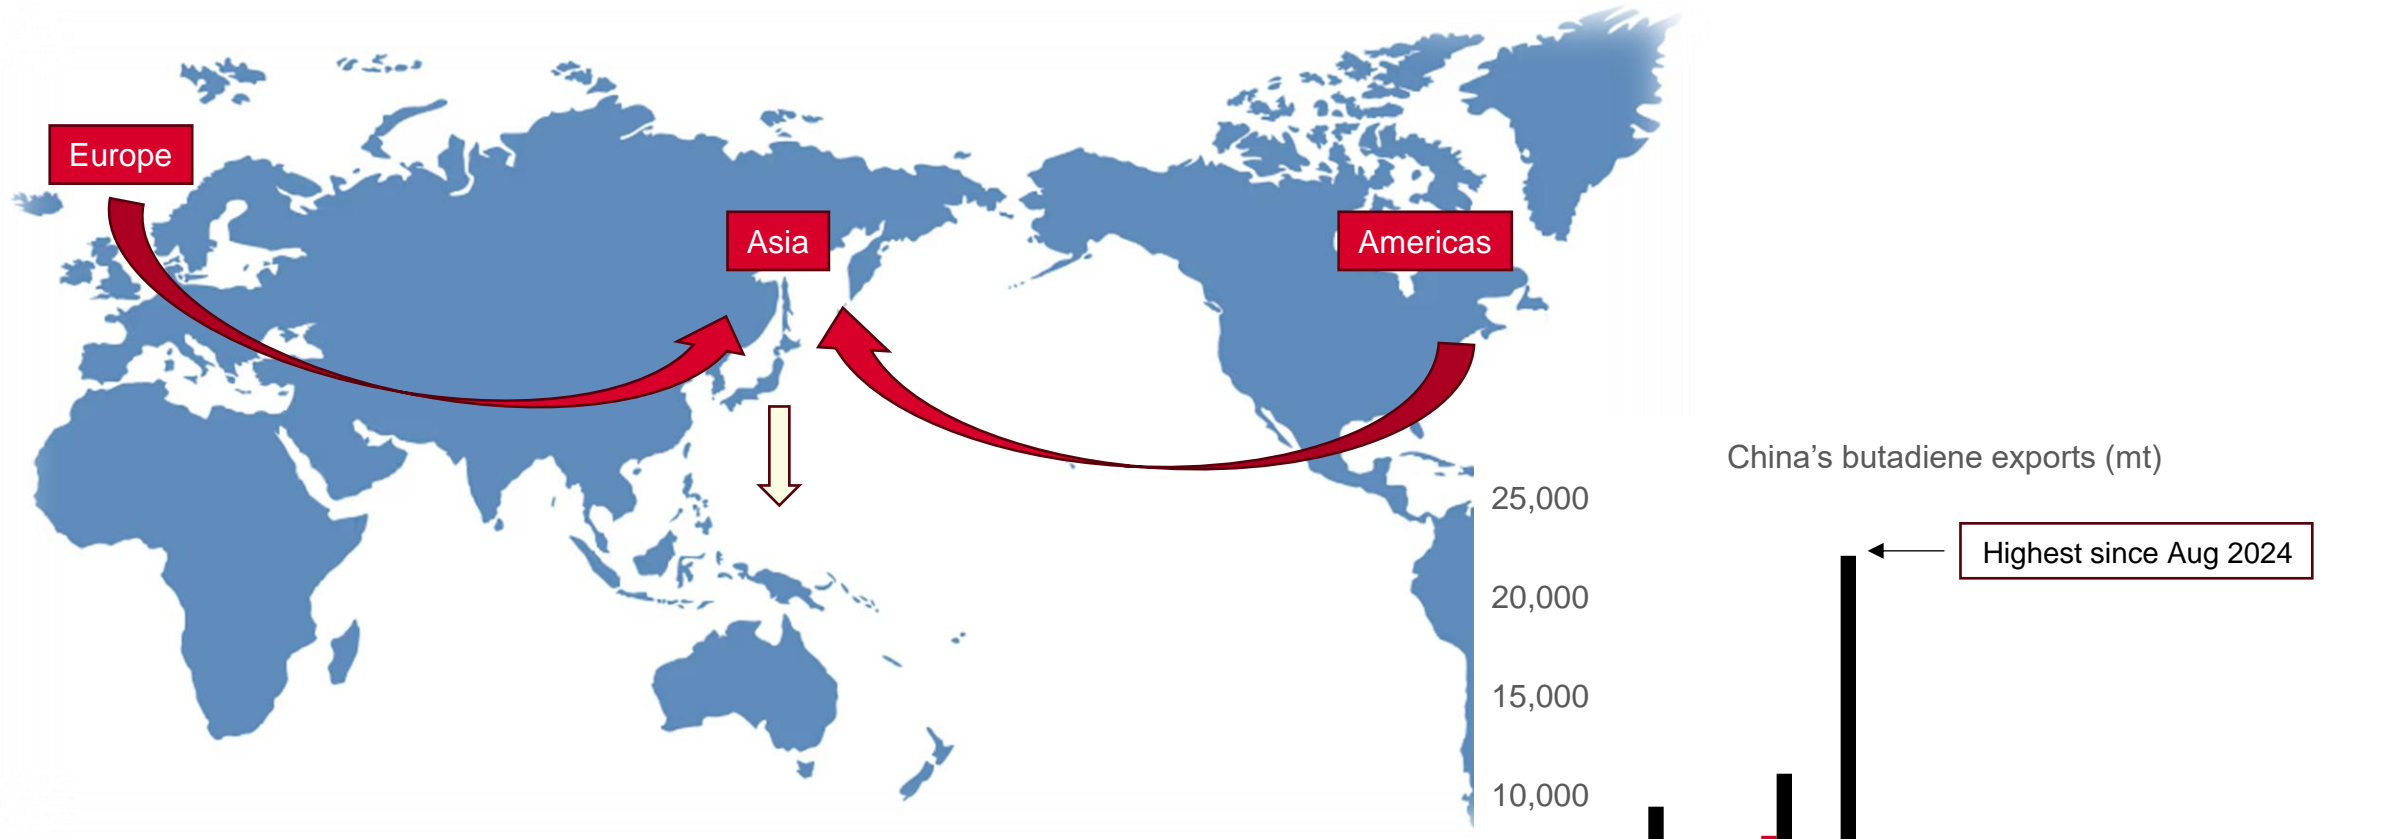 Europe
Asia
Americas
China's butadiene exports (mt)
25,000
Highest since Aug 2024
20,000
15,000
10,000